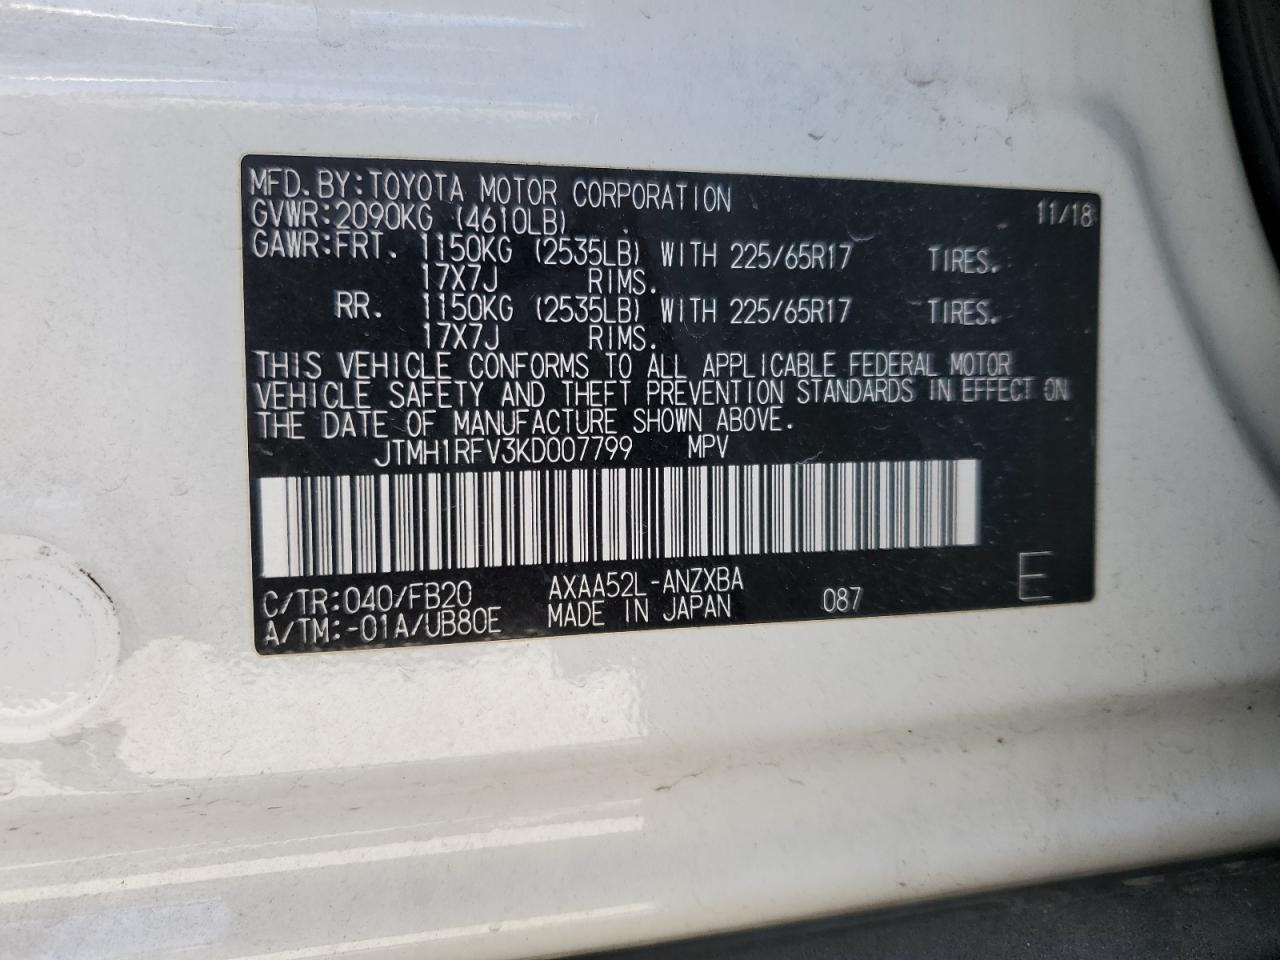 MFD.BY:TOYOTA MOTOR CORPORATION 11/18
GVWR:2090KG (4610LB)
GAWR:FRT. 1150KG (2535LB) WITH 225/65R17 TIRES.
17X7J RIMS.
RR. 1150KG (2535LB) WITH 225/65R17 TIRES.
17X7J RIMS.
THIS VEHICLE CONFORMS TO ALL APPLICABLE FEDERAL MOTOR
VEHICLE SAFETY AND THEFT PREVENTION STANDARDS IN EFFECT ON
THE DATE OF MANUFACTURE SHOWN ABOVE.
JTMH1RFV3KD007799 MPV
C/TR:040/FB20 AXAA52L-ANZXBA 087 E
A/TM:-01A/UB80E MADE IN JAPAN